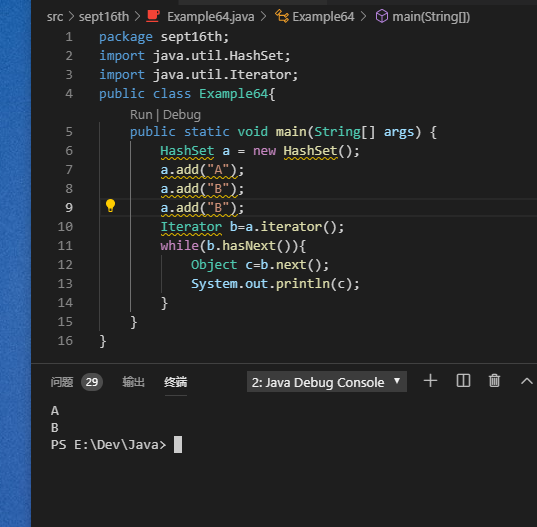 src > sept16th > Example64.java > Example64 > main(String[])
1 package sept16th;
2 import java.util.HashSet;
3 import java.util.Iterator;
4 public class Example64{
Run | Debug
5 public static void main(String[] args) {
6 HashSet a = new HashSet();
7 a.add("A");
8 a.add("B");
9 a.add("B");
10 Iterator b=a.iterator();
11 while(b.hasNext()){
12 Object c=b.next();
13 System.out.println(c);
14 }
15 }
16 }
问题 29 输出 终端 2: Java Debug Console
A
B
PS E:\Dev\Java>